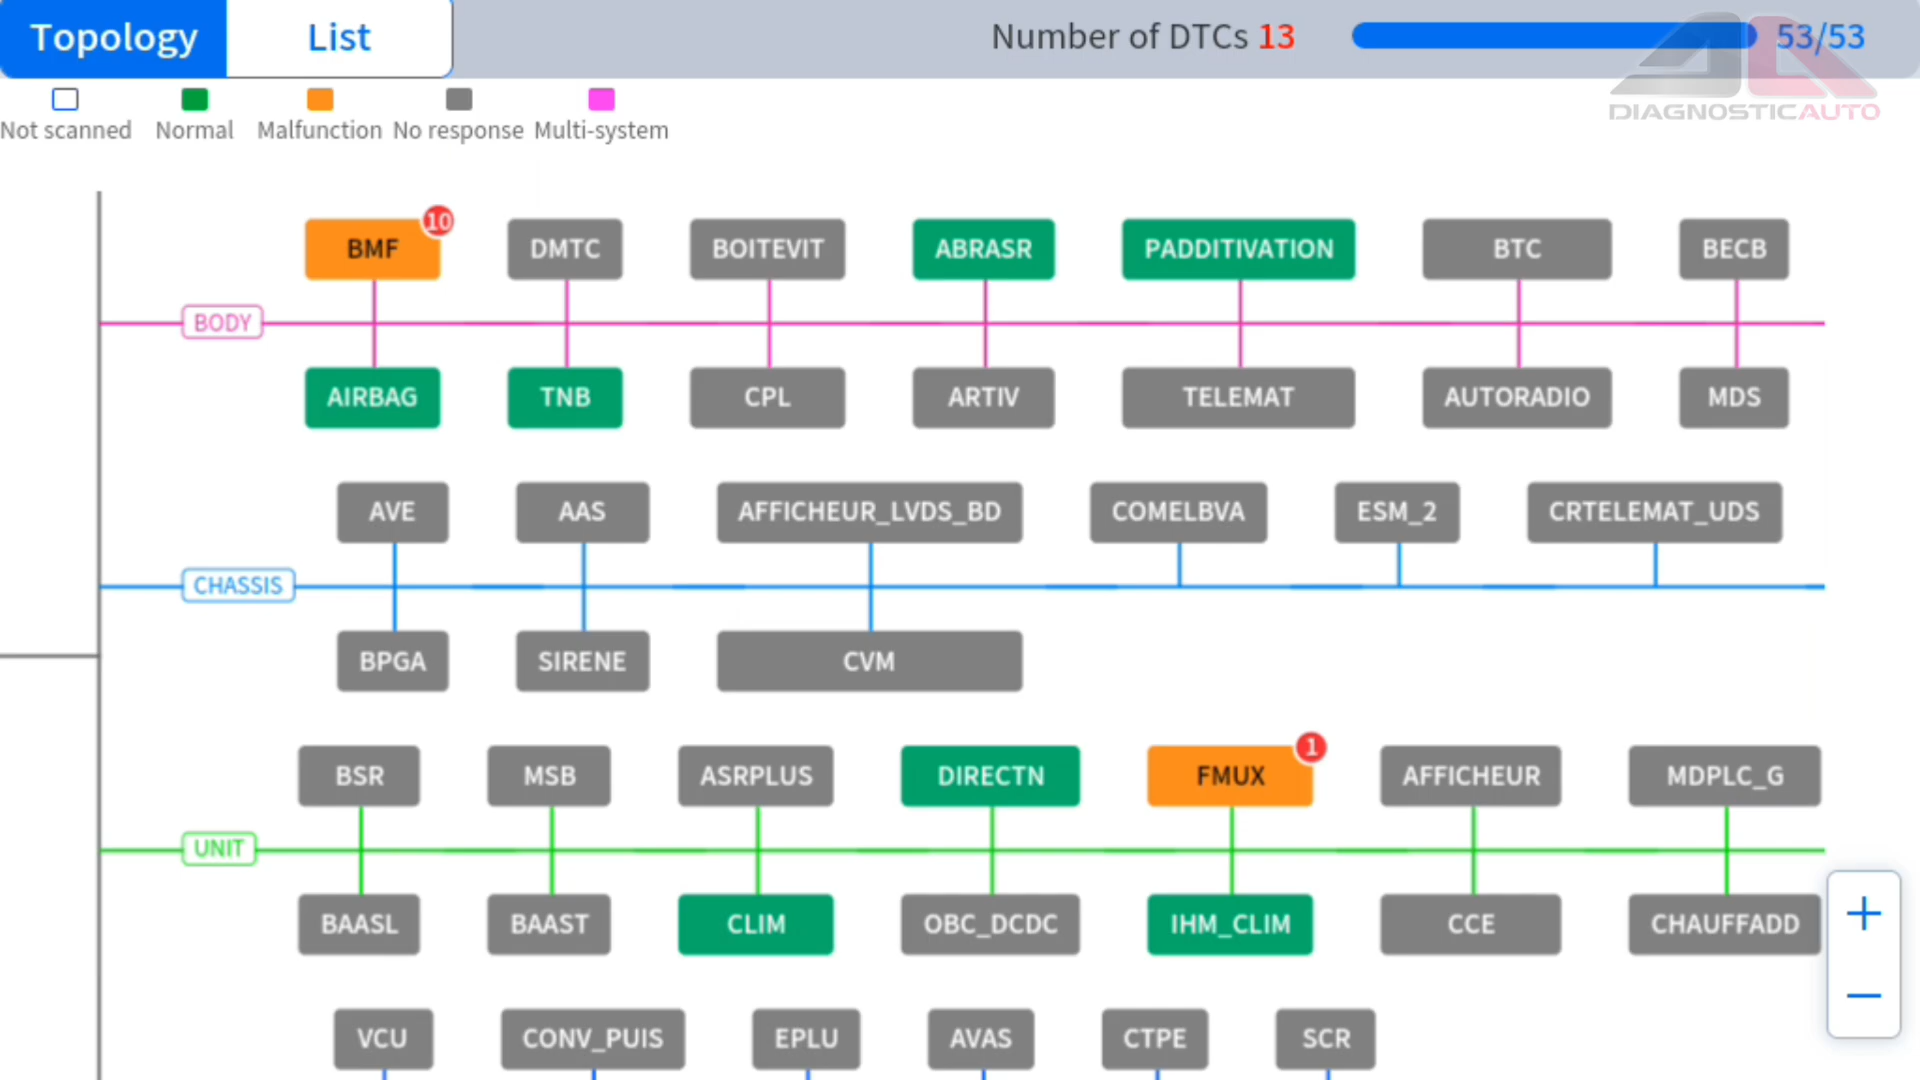 Topology List Number of DTCs 13 53/53
DIAGNOSTICAUTO
Not scanned Normal Malfunction No response Multi-system
10
BMF DMTC BOITEVIT ABRASR PADDITIVATION BTC BECB
BODY
AIRBAG TNB CPL ARTIV TELEMAT AUTORADIO MDS
AVE AAS AFFICHEUR_LVDS_BD COMELBVA ESM_2 CRTELEMAT_UDS
CHASSIS
BPGA SIRENE CVM
1
BSR MSB ASRPLUS DIRECTN FMUX AFFICHEUR MDPLC_G
UNIT
BAASL BAAST CLIM OBC_DCDC IHM_CLIM CCE CHAUFFADD
+
−
VCU CONV_PUIS EPLU AVAS CTPE SCR